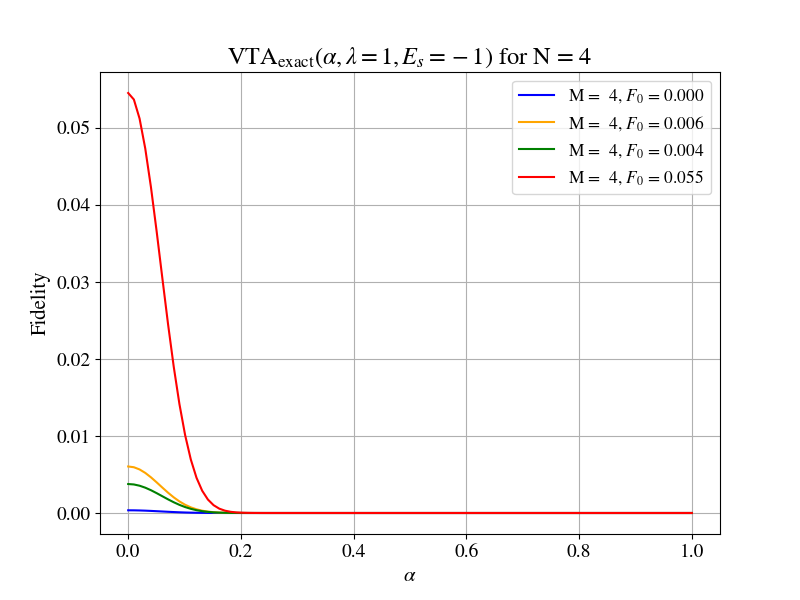 VTA_exact(α, λ = 1, E_s = −1) for N = 4
M = 4, F_0 = 0.000
M = 4, F_0 = 0.006
M = 4, F_0 = 0.004
M = 4, F_0 = 0.055
Fidelity
0.05
0.04
0.03
0.02
0.01
0.00
0.0 0.2 0.4 0.6 0.8 1.0
α